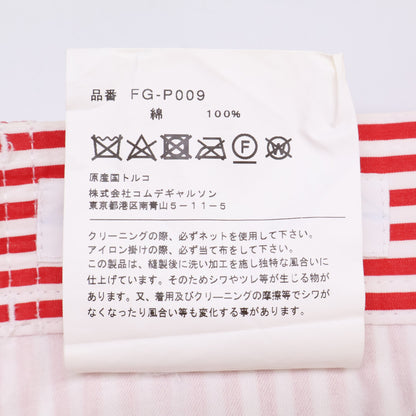 品番 FG-P009
綿 100%
F W
原産国トルコ
株式会社コムデギャルソン
東京都港区南青山5-11-5
クリーニングの際、必ずネットを使用して下さい。
アイロン掛けの際、必ず当て布をして下さい。
この製品は、縫製後に洗い加工を施し独特な風合いに
仕上げています。そのためシワやツレ等が生じる物が
あります。又、着用及びクリーニングの摩擦等でシワが
なくなったり風合い等も変化する事が有ります。